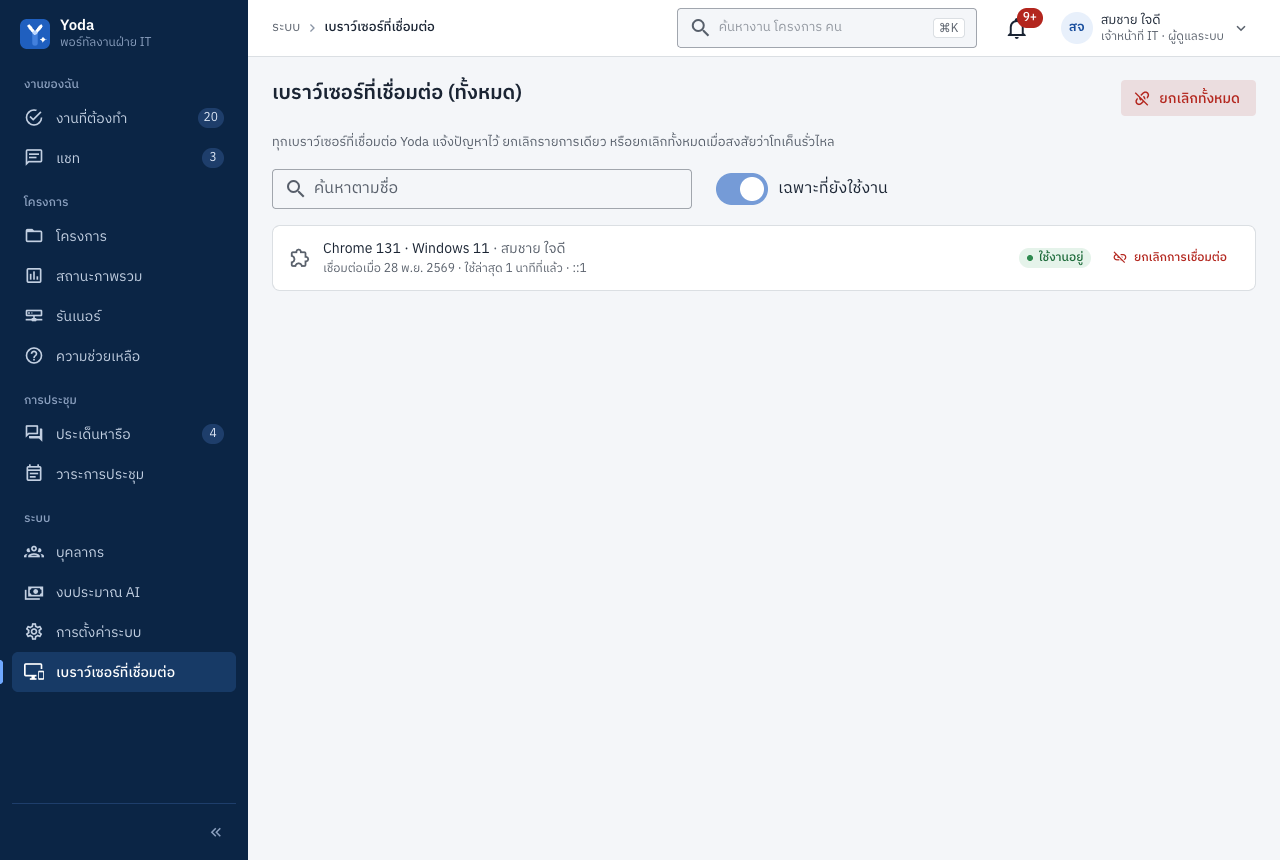 Yoda
พอร์ทัลงานฝ่าย IT
งานของฉัน
งานที่ต้องทำ 20
แชท 3
โครงการ
โครงการ
สถานะภาพรวม
รันเนอร์
ความช่วยเหลือ
การประชุม
ประเด็นหารือ 4
วาระการประชุม
ระบบ
บุคลากร
งบประมาณ AI
การตั้งค่าระบบ
เบราว์เซอร์ที่เชื่อมต่อ
ระบบ › เบราว์เซอร์ที่เชื่อมต่อ
ค้นหางาน โครงการ คน ⌘K
9+
สจ
สมชาย ใจดี
เจ้าหน้าที่ IT · ผู้ดูแลระบบ
เบราว์เซอร์ที่เชื่อมต่อ (ทั้งหมด)
ยกเลิกทั้งหมด
ทุกเบราว์เซอร์ที่เชื่อมต่อ Yoda แจ้งปัญหาไว้ ยกเลิกรายการเดียว หรือยกเลิกทั้งหมดเมื่อสงสัยว่าโทเค็นรั่วไหล
ค้นหาตามชื่อ
เฉพาะที่ยังใช้งาน
Chrome 131 · Windows 11 · สมชาย ใจดี
เชื่อมต่อเมื่อ 28 พ.ย. 2569 · ใช้ล่าสุด 1 นาทีที่แล้ว · ::1
ใช้งานอยู่
ยกเลิกการเชื่อมต่อ